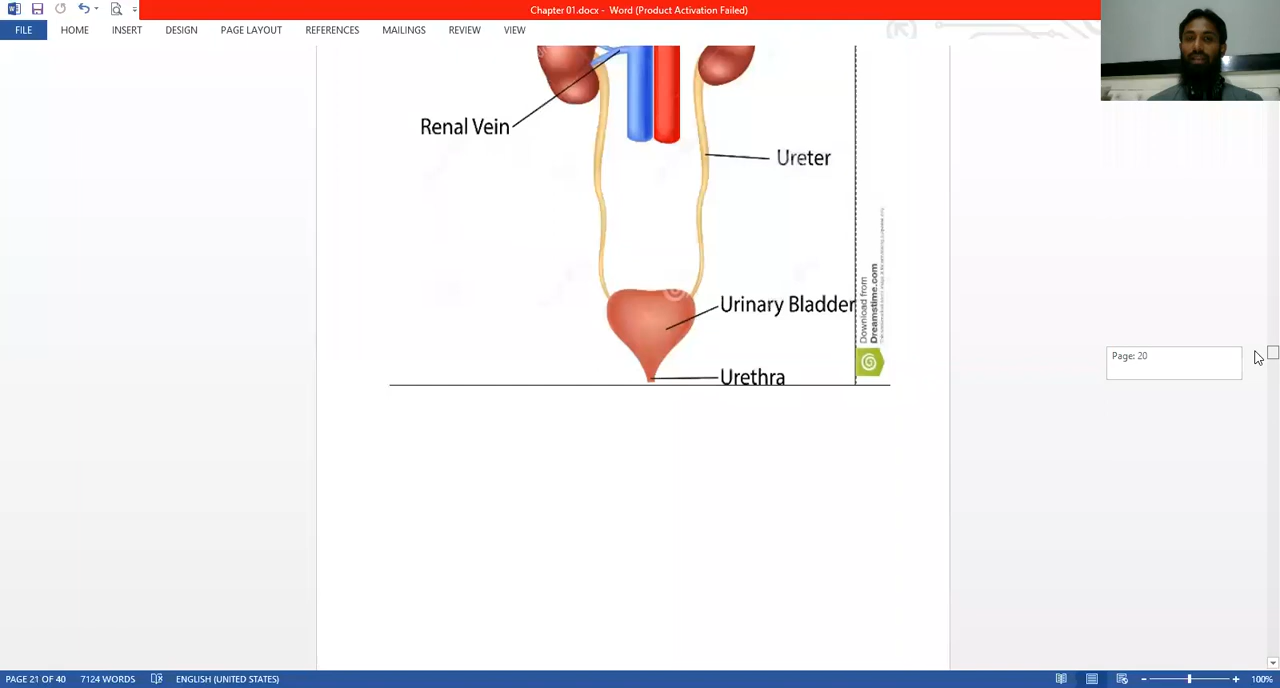 Chapter 01.docx - Word (Product Activation Failed)
FILE HOME INSERT DESIGN PAGE LAYOUT REFERENCES MAILINGS REVIEW VIEW
Renal Vein
Ureter
Urinary Bladder
Urethra
Download from
Dreamstime.com
Page: 20
PAGE 21 OF 40 7124 WORDS ENGLISH (UNITED STATES) 100%